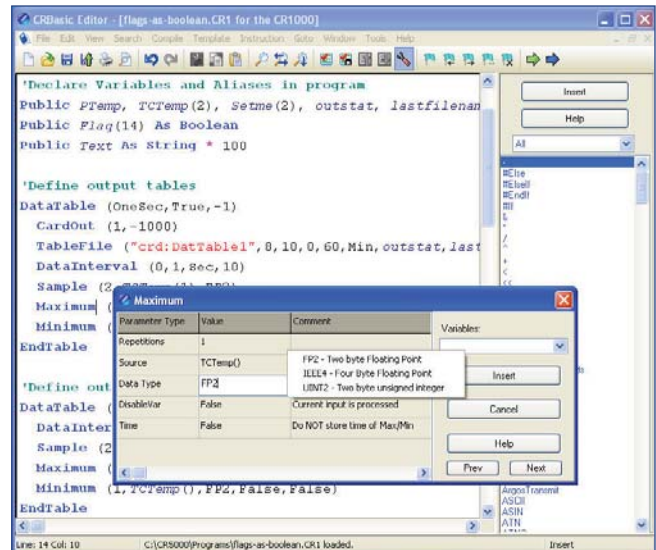 CRBasic Editor - [flags-as-boolean.CR1 for the CR1000]
File Edit View Search Compile Template Instruction Goto Window Tools Help
'Declare Variables and Aliases in program
Public PTemp, TCTemp(2), Setme(2), outstat, lastfilenam
Public Flag(14) As Boolean
Public Text As String * 100
'Define output tables
DataTable (OneSec,True,-1)
CardOut (1,-1000)
TableFile ("crd:DatTable1",8,10,0,60,Min,outstat,last
DataInterval (0,1,Sec,10)
Sample (2
Maximum (
Minimum (
EndTable
'Define out
DataTable (
DataInter
Sample (2
Maximum (
Minimum (1,TCTemp(),FP2,False,False)
EndTable
Insert
Help
All
'
#Else
#ElseIf
#EndIf
#If
&
*
/
^
+
<
<<
ArgosTransmit
ASCII
ASIN
ATN
Maximum
Parameter Type Value Comment
Repetitions 1
Source TCTemp()
Data Type FP2
DisableVar False Current input is processed
Time False Do NOT store time of Max/Min
FP2 - Two byte Floating Point
IEEE4 - Four Byte Floating Point
UINT2 - Two byte unsigned integer
Variables:
Insert
Cancel
Help
Prev Next
Line: 14 Col: 10 C:\CR5000\Programs\flags-as-boolean.CR1 loaded. Insert